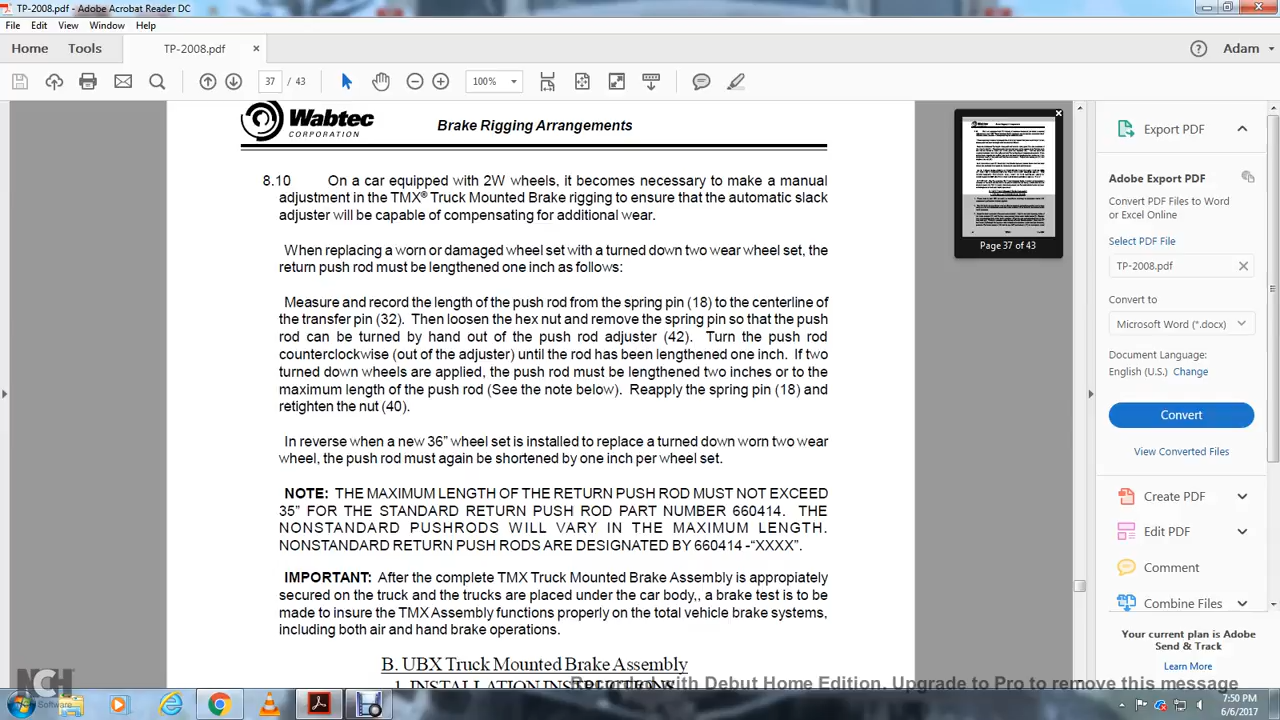 TP-2008.pdf - Adobe Acrobat Reader DC
File Edit View Window Help
Home Tools TP-2008.pdf × Adam
37 / 43 100%
Wabtec
CORPORATION
Brake Rigging Arrangements
8.10 On a car equipped with 2W wheels, it becomes necessary to make a manual
adjustment in the TMX® Truck Mounted Brake rigging to ensure that the automatic slack
adjuster will be capable of compensating for additional wear.
When replacing a worn or damaged wheel set with a turned down two wear wheel set, the
return push rod must be lengthened one inch as follows:
Measure and record the length of the push rod from the spring pin (18) to the centerline of
the transfer pin (32). Then loosen the hex nut and remove the spring pin so that the push
rod can be turned by hand out of the push rod adjuster (42). Turn the push rod
counterclockwise (out of the adjuster) until the rod has been lengthened one inch. If two
turned down wheels are applied, the push rod must be lengthened two inches or to the
maximum length of the push rod (See the note below). Reapply the spring pin (18) and
retighten the nut (40).
In reverse when a new 36” wheel set is installed to replace a turned down worn two wear
wheel, the push rod must again be shortened by one inch per wheel set.
NOTE: THE MAXIMUM LENGTH OF THE RETURN PUSH ROD MUST NOT EXCEED
35” FOR THE STANDARD RETURN PUSH ROD PART NUMBER 660414. THE
NONSTANDARD PUSHRODS WILL VARY IN THE MAXIMUM LENGTH.
NONSTANDARD RETURN PUSH RODS ARE DESIGNATED BY 660414 -“XXXX”.
IMPORTANT: After the complete TMX Truck Mounted Brake Assembly is appropiately
secured on the truck and the trucks are placed under the car body,, a brake test is to be
made to insure the TMX Assembly functions properly on the total vehicle brake systems,
including both air and hand brake operations.
B. UBX Truck Mounted Brake Assembly
1. INSTALLATION INSTRUCTIONS
Page 37 of 43
Export PDF
Adobe Export PDF
Convert PDF Files to Word
or Excel Online
Select PDF File
TP-2008.pdf
Convert to
Microsoft Word (*.docx)
Document Language:
English (U.S.) Change
Convert
View Converted Files
Create PDF
Edit PDF
Comment
Combine Files
Your current plan is Adobe
Send & Track
Learn More
NCH
Software
Recorded with Debut Home Edition. Upgrade to Pro to remove this message
7:50 PM
6/6/2017